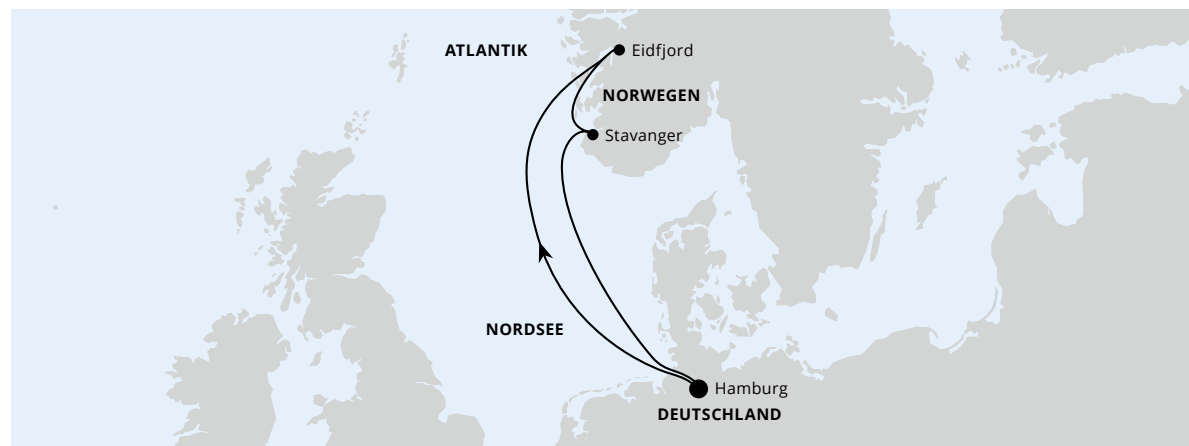 ATLANTIK
Eidfjord
NORWEGEN
Stavanger
NORDSEE
Hamburg
DEUTSCHLAND